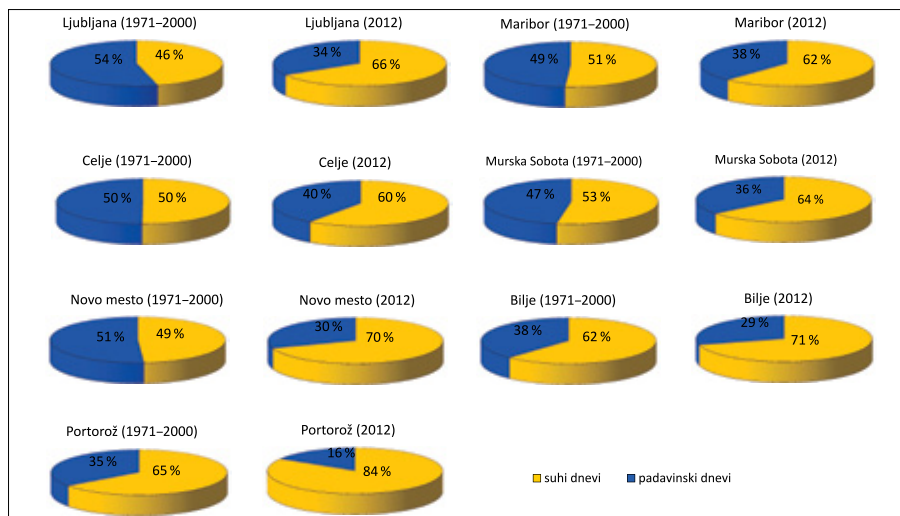 Ljubljana (1971–2000)
Ljubljana (2012)
Maribor (1971–2000)
Maribor (2012)
54 %
46 %
34 %
66 %
49 %
51 %
38 %
62 %
Celje (1971–2000)
Celje (2012)
Murska Sobota (1971–2000)
Murska Sobota (2012)
50 %
50 %
40 %
60 %
47 %
53 %
36 %
64 %
Novo mesto (1971–2000)
Novo mesto (2012)
Bilje (1971–2000)
Bilje (2012)
51 %
49 %
30 %
70 %
38 %
62 %
29 %
71 %
Portorož (1971–2000)
Portorož (2012)
35 %
65 %
16 %
84 %
suhi dnevi
padavinski dnevi